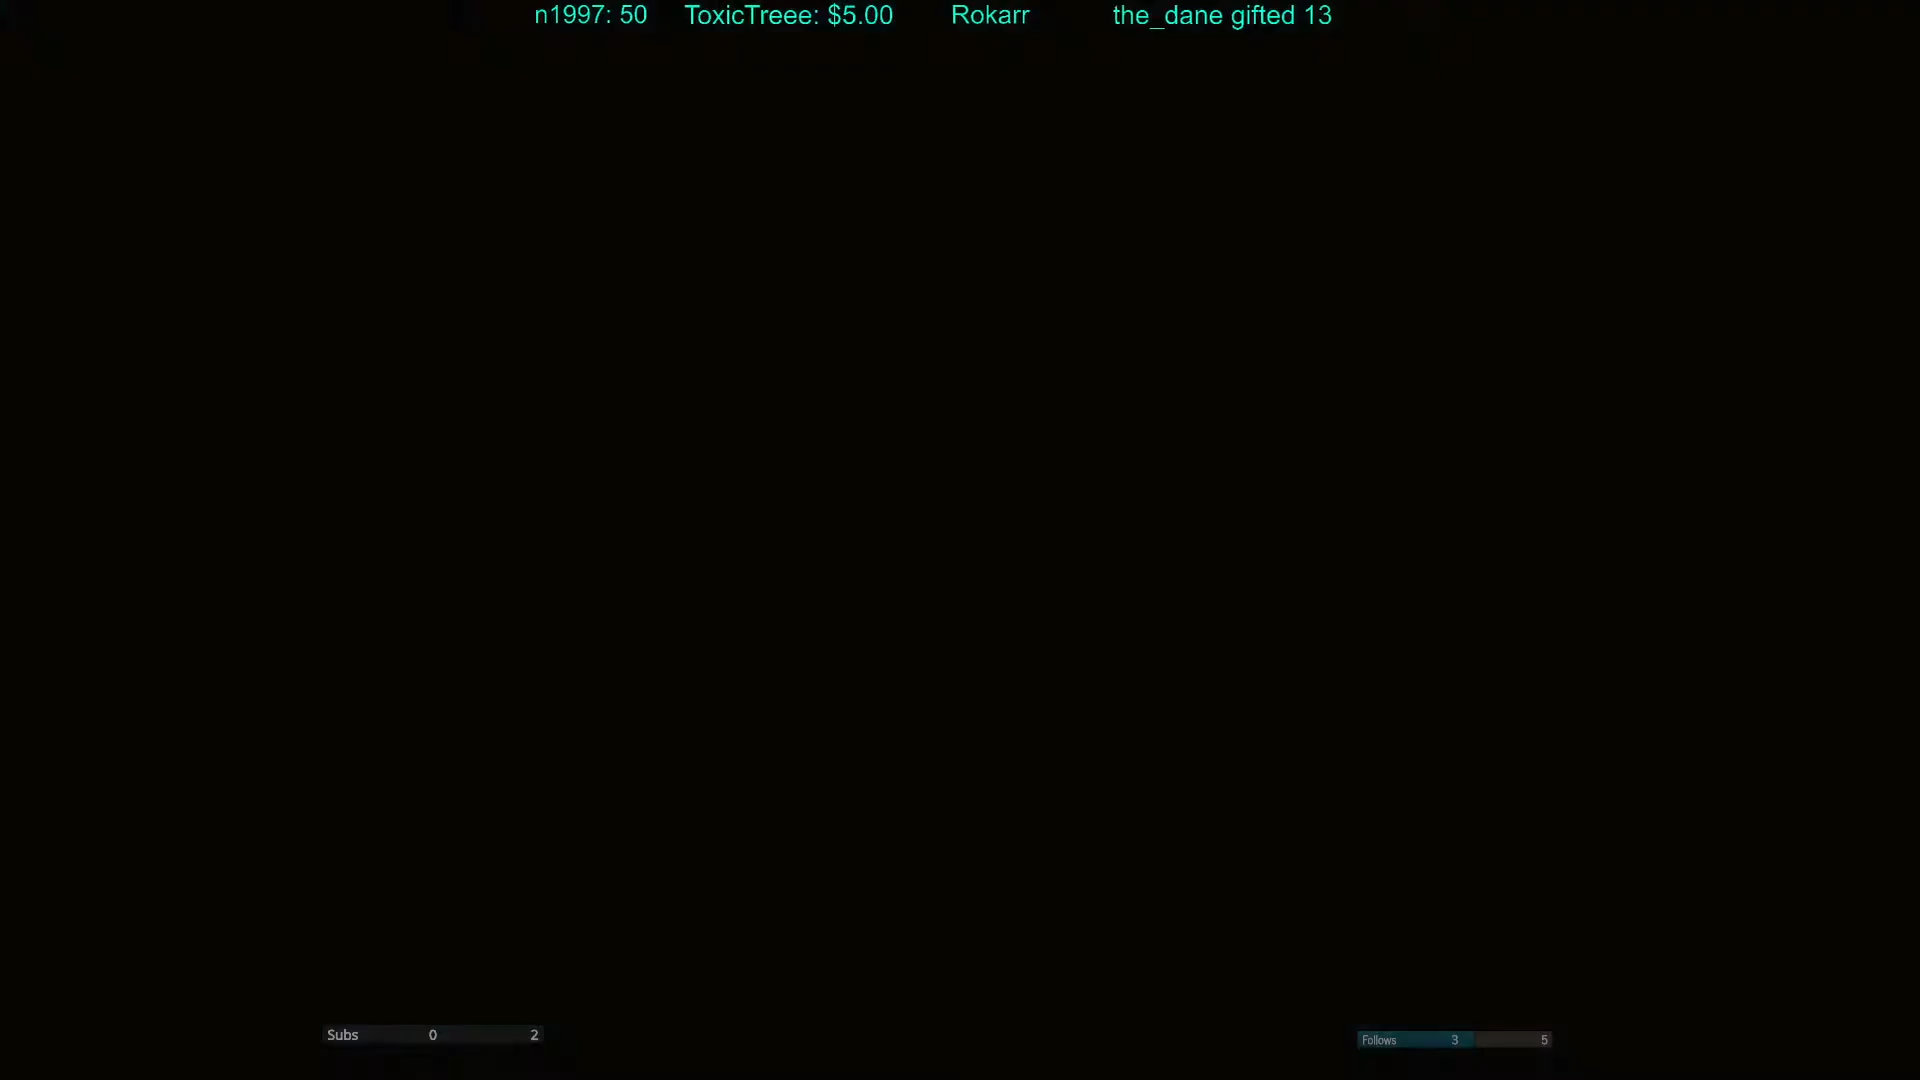 n1997: 50 ToxicTreee: $5.00 Rokarr the_dane gifted 13
Subs 0 2
Follows 3 5